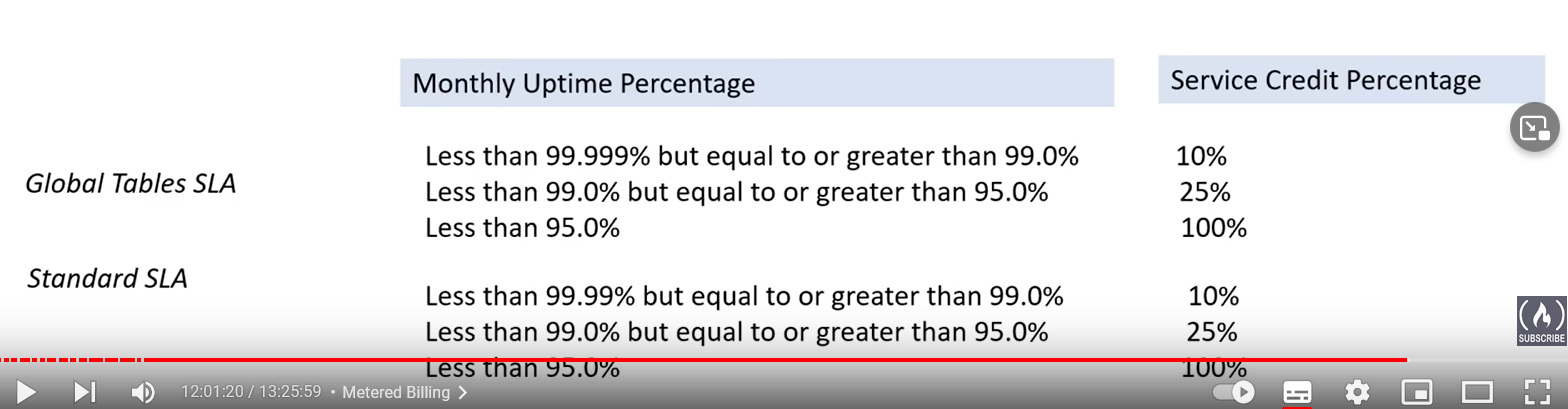 Monthly Uptime Percentage Service Credit Percentage
Less than 99.999% but equal to or greater than 99.0% 10%
Global Tables SLA
Less than 99.0% but equal to or greater than 95.0% 25%
Less than 95.0% 100%
Standard SLA
Less than 99.99% but equal to or greater than 99.0% 10%
Less than 99.0% but equal to or greater than 95.0% 25%
Less than 95.0% 100%
SUBSCRIBE
12:01:20 / 13:25:59 • Metered Billing